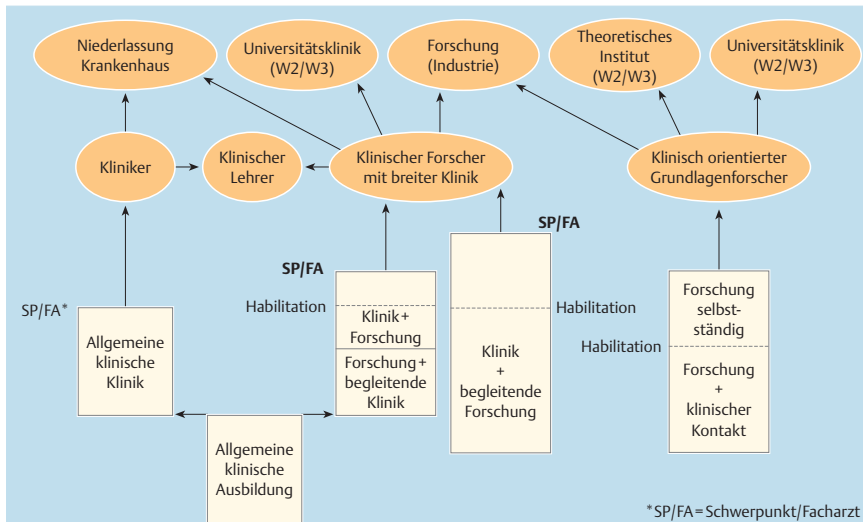 Niederlassung
Krankenhaus
Universitätsklinik
(W2/W3)
Forschung
(Industrie)
Theoretisches
Institut
(W2/W3)
Universitätsklinik
(W2/W3)
Kliniker
Klinischer
Lehrer
Klinischer Forscher
mit breiter Klinik
Klinisch orientierter
Grundlagenforscher
SP/FA*
Allgemeine
klinische
Klinik
SP/FA
Habilitation
Klinik +
Forschung
Forschung +
begleitende
Klinik
SP/FA
Habilitation
Klinik
+
begleitende
Forschung
Habilitation
Forschung
selbst-
ständig
Forschung
+
klinischer
Kontakt
Allgemeine
klinische
Ausbildung
*SP/FA = Schwerpunkt/Facharzt